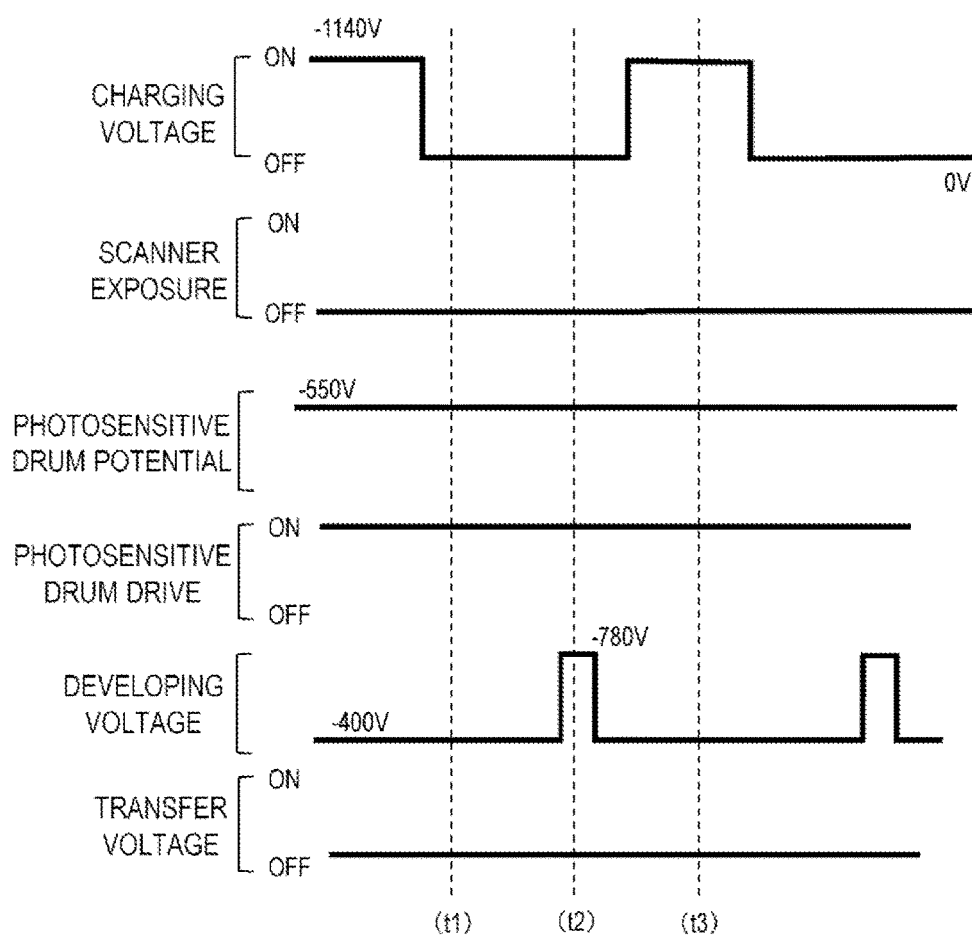 -1140V
ON
CHARGING
VOLTAGE
OFF
0V
ON
SCANNER
EXPOSURE
OFF
-550V
PHOTOSENSITIVE
DRUM POTENTIAL
ON
PHOTOSENSITIVE
DRUM DRIVE
OFF
-780V
DEVELOPING
VOLTAGE
-400V
ON
TRANSFER
VOLTAGE
OFF
(t1) (t2) (t3)